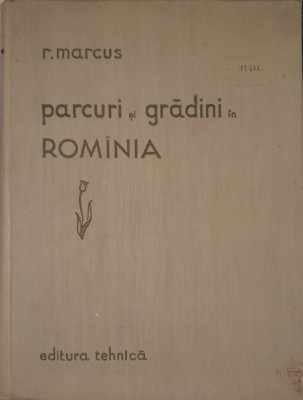 r.marcus
parcuri și grădini în
ROMÎNIA
editura tehnică